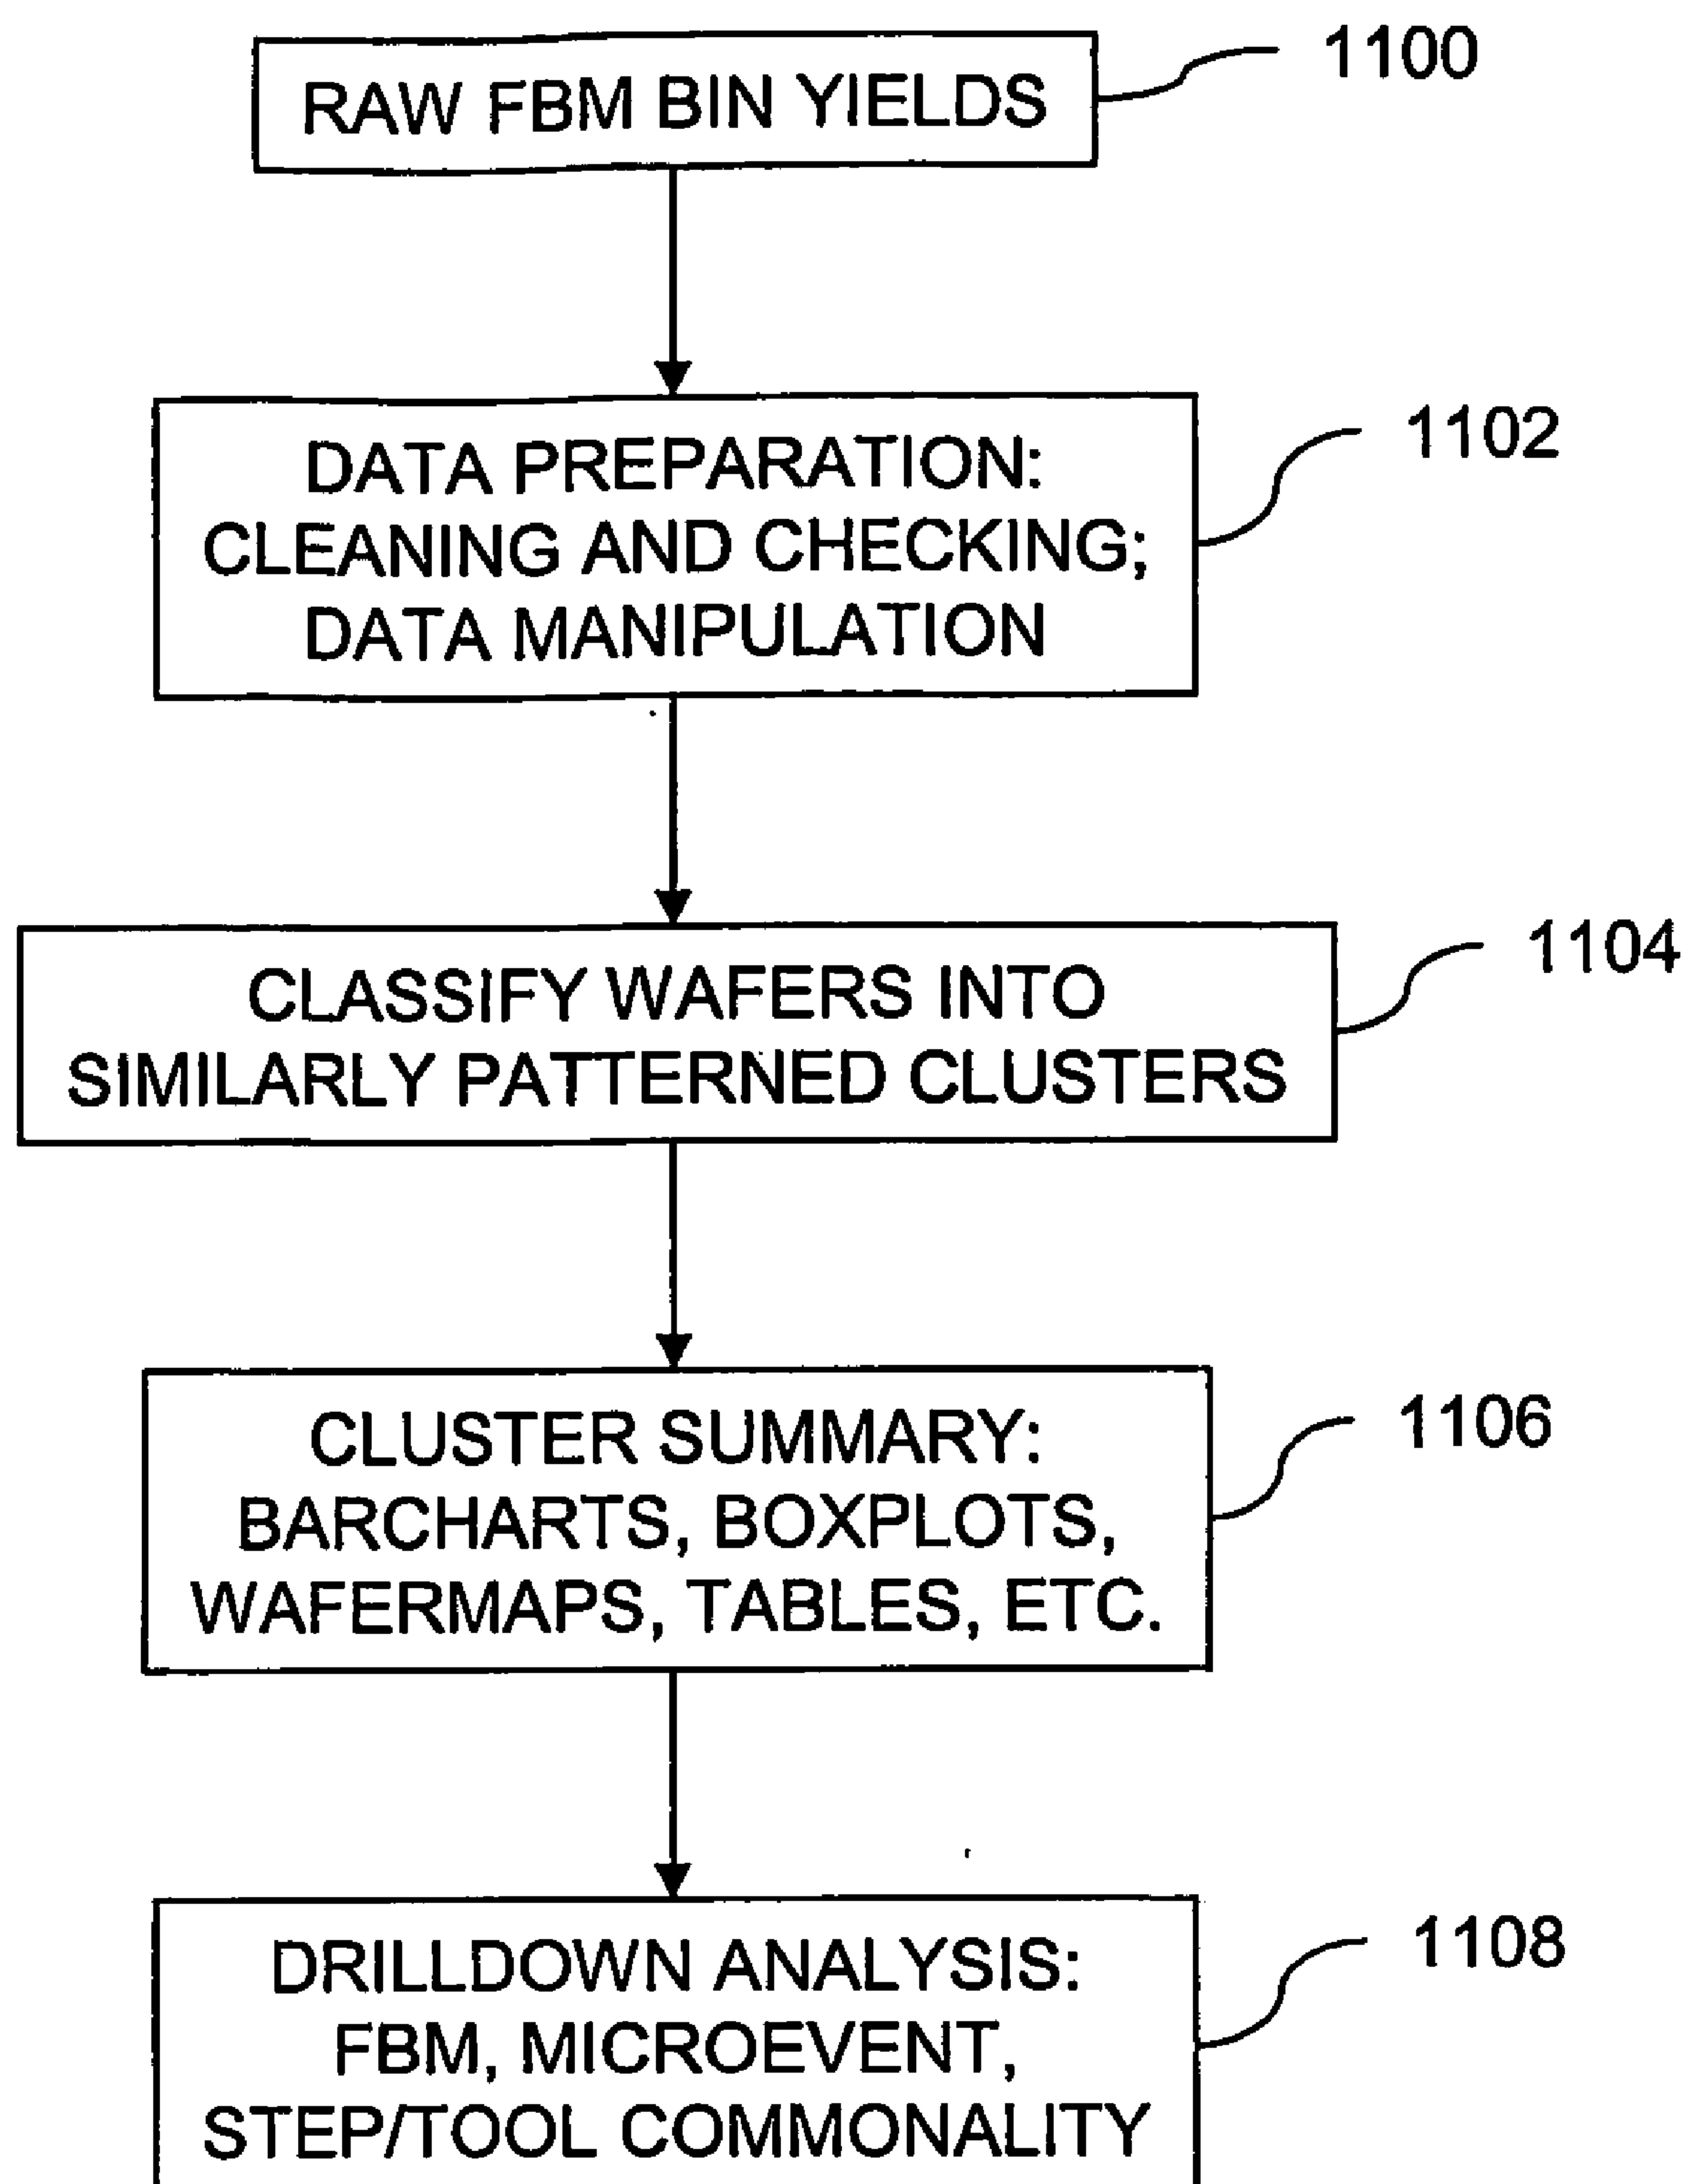 RAW FBM BIN YIELDS
1100
DATA PREPARATION:
CLEANING AND CHECKING;
DATA MANIPULATION
1102
CLASSIFY WAFERS INTO
SIMILARLY PATTERNED CLUSTERS
1104
CLUSTER SUMMARY:
BARCHARTS, BOXPLOTS,
WAFERMAPS, TABLES, ETC.
1106
DRILLDOWN ANALYSIS:
FBM, MICROEVENT,
STEP/TOOL COMMONALITY
1108